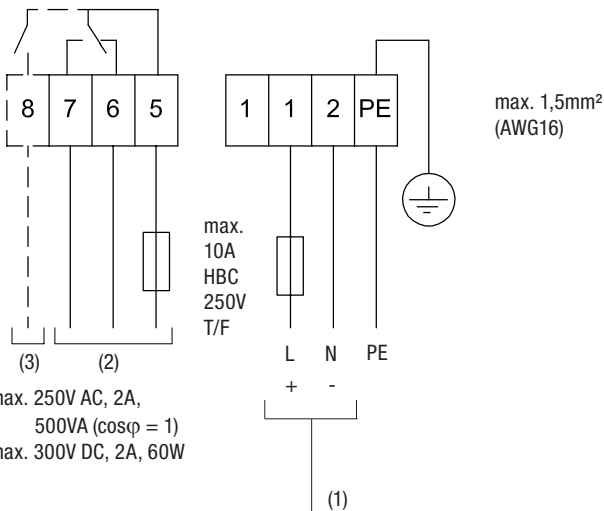 8 7 6 5
1 1 2 PE
max. 1,5mm²
(AWG16)
max.
10A
HBC
250V
T/F
L N PE
+ -
(3) (2)
max. 250V AC, 2A,
500VA (cosφ = 1)
max. 300V DC, 2A, 60W
(1)